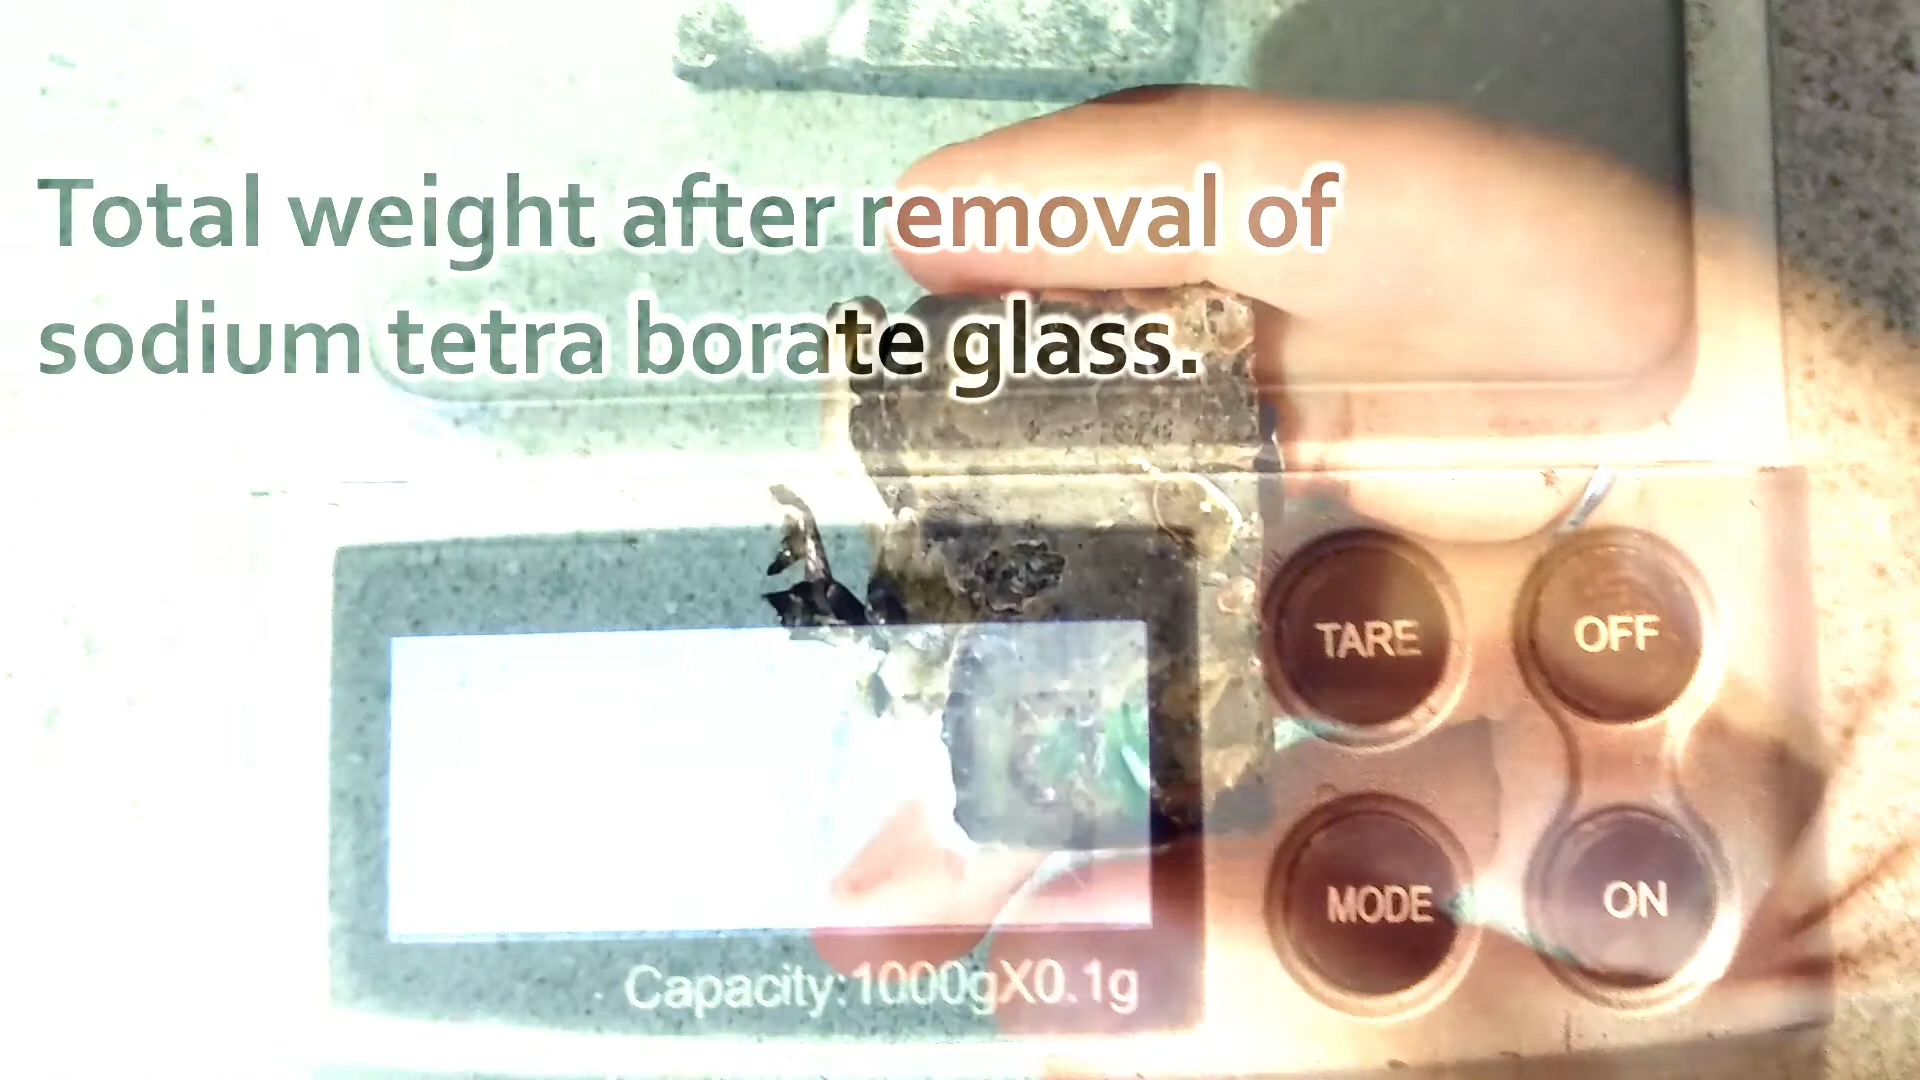 Total weight after removal of
sodium tetra borate glass.
TARE
OFF
MODE
ON
Capacity:1000gX0.1g